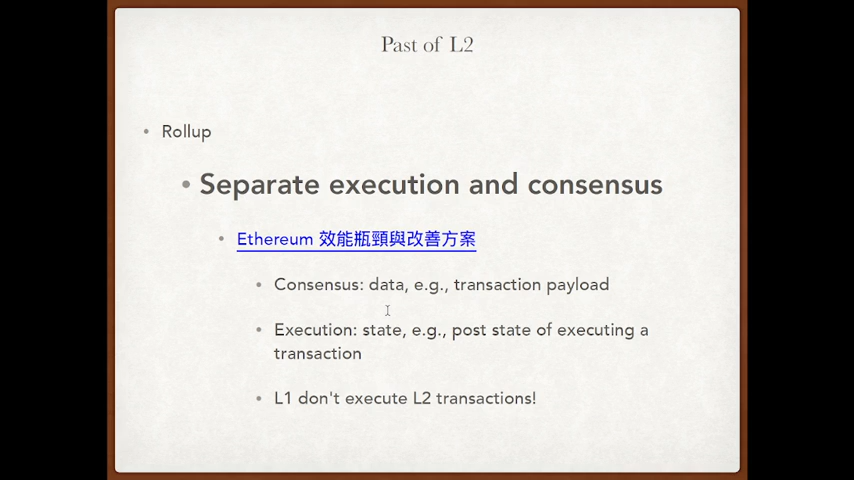 Past of L2
• Rollup
• Separate execution and consensus
• Ethereum 效能瓶頸與改善方案
• Consensus: data, e.g., transaction payload
• Execution: state, e.g., post state of executing a
transaction
• L1 don't execute L2 transactions!